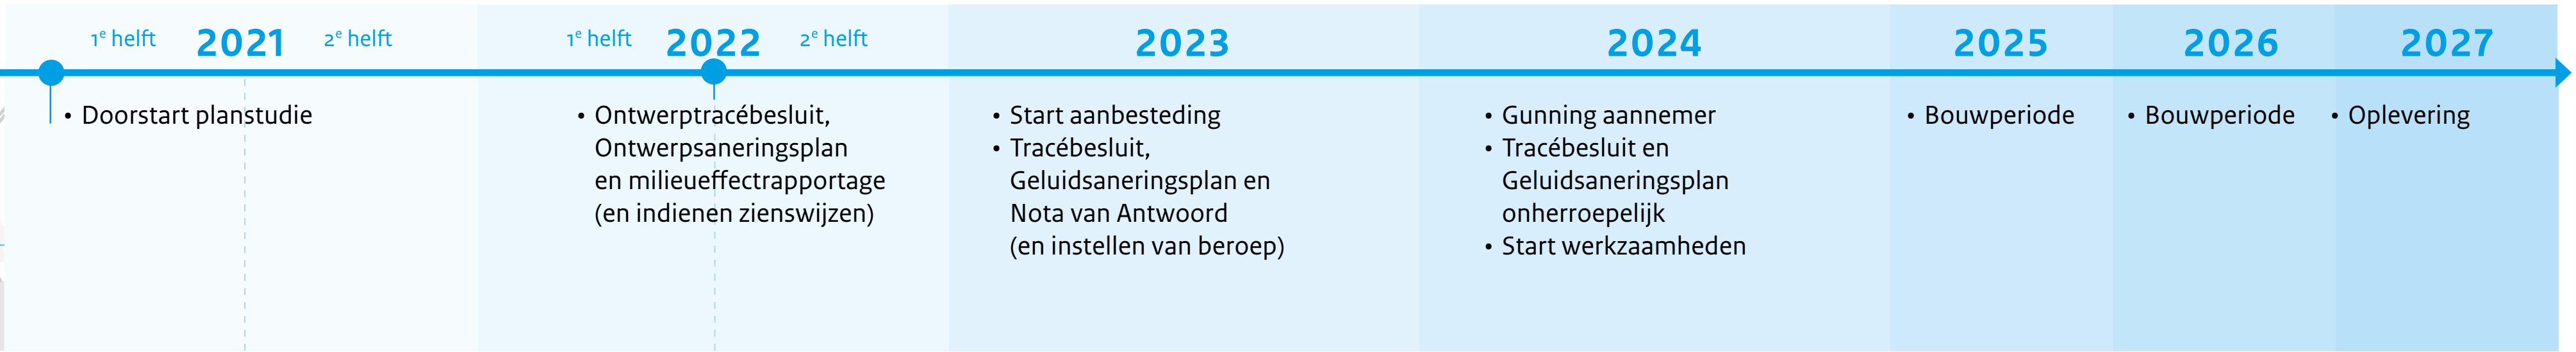 1e helft 2021 2e helft
1e helft 2022 2e helft
2023
2024
2025
2026
2027
• Doorstart planstudie
• Ontwerptracébesluit,
Ontwerpsaneringsplan
en milieueffectrapportage
(en indienen zienswijzen)
• Start aanbesteding
• Tracébesluit,
Geluidsaneringsplan en
Nota van Antwoord
(en instellen van beroep)
• Gunning aannemer
• Tracébesluit en
Geluidsaneringsplan
onherroepelijk
• Start werkzaamheden
• Bouwperiode
• Bouwperiode
• Oplevering